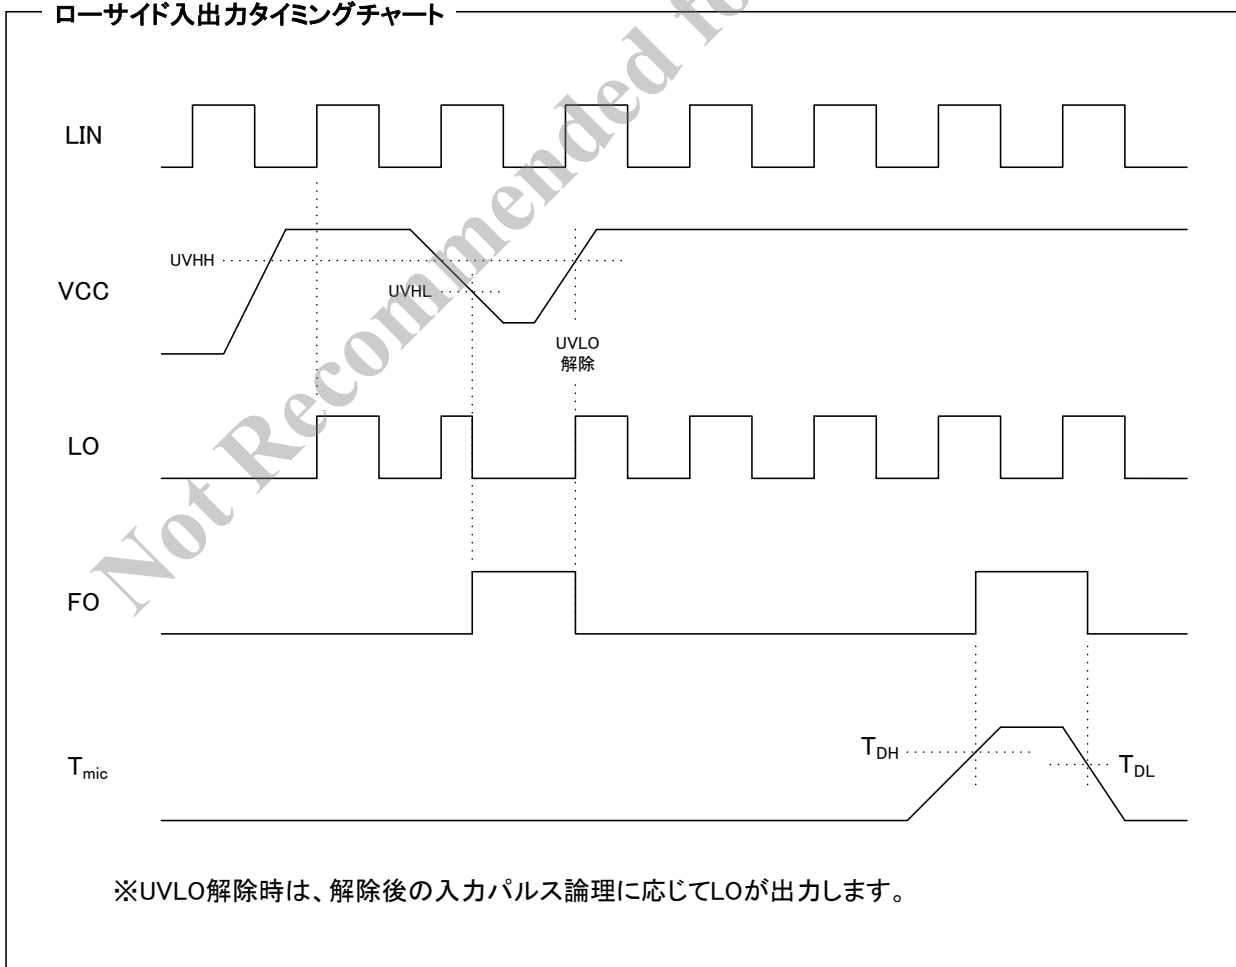 ローサイド入出力タイミングチャート
LIN
UVHH
VCC
UVHL
UVLO
解除
LO
FO
TDH
Tmic
TDL
※UVLO解除時は、解除後の入力パルス論理に応じてLOが出力します。
Not Recommended fo